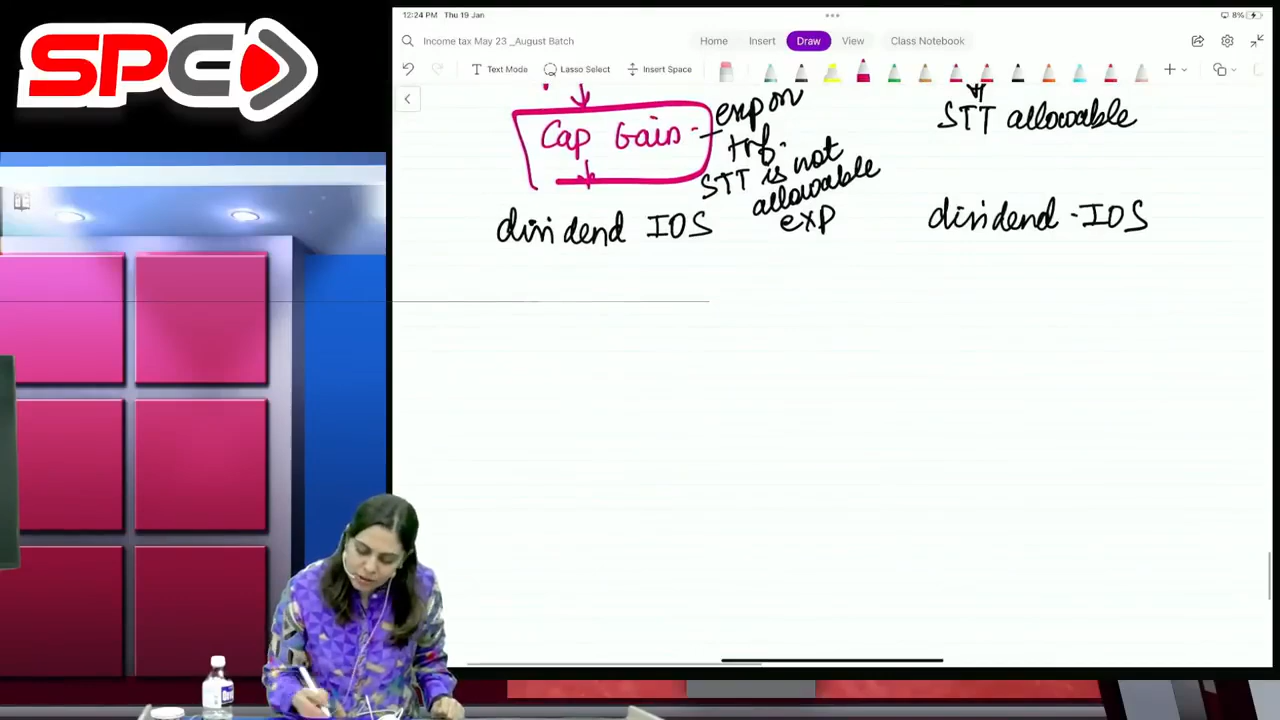 SPC
12:24 PM Thu 19 Jan
8%
Income tax May 23 _August Batch
Home
Insert
Draw
View
Class Notebook
Text Mode
Lasso Select
Insert Space
Cap Gain -
exp on
trf.
STT is not
allowable
exp
STT allowable
dividend IOS
dividend - IOS